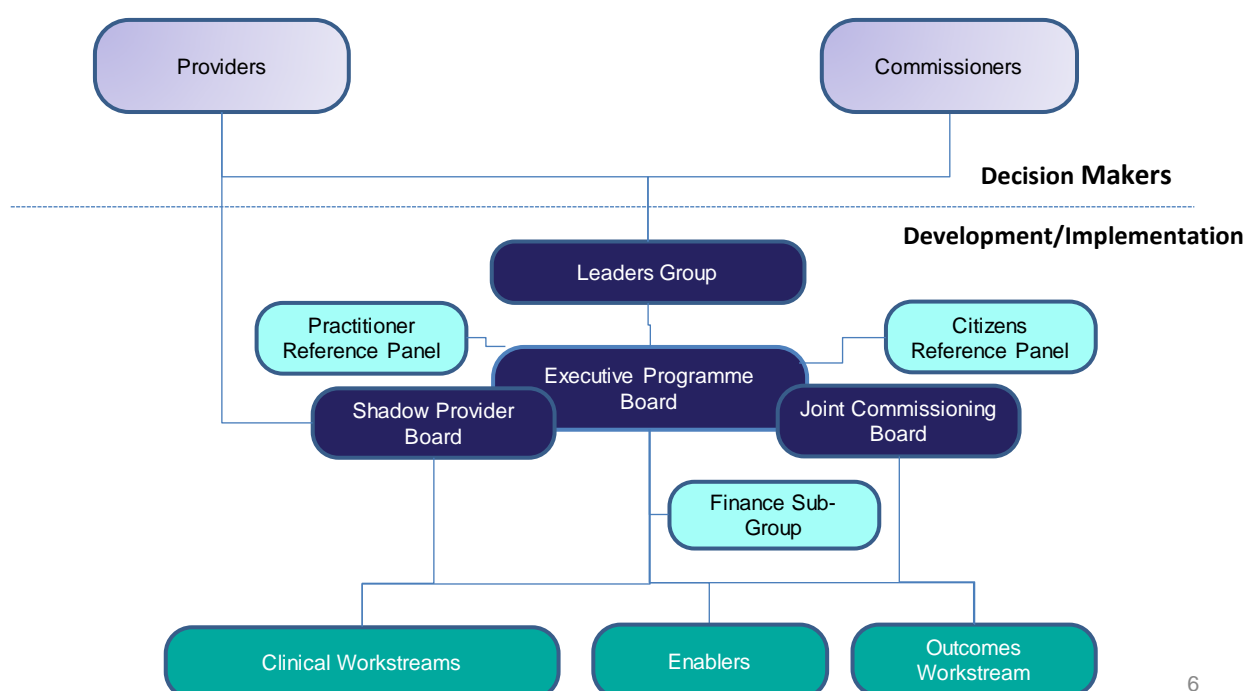 Providers
Commissioners
Decision Makers
Development/Implementation
Leaders Group
Practitioner
Reference Panel
Citizens
Reference Panel
Executive Programme
Board
Shadow Provider
Board
Joint Commissioning
Board
Finance Sub-
Group
Clinical Workstreams
Enablers
Outcomes
Workstream
6